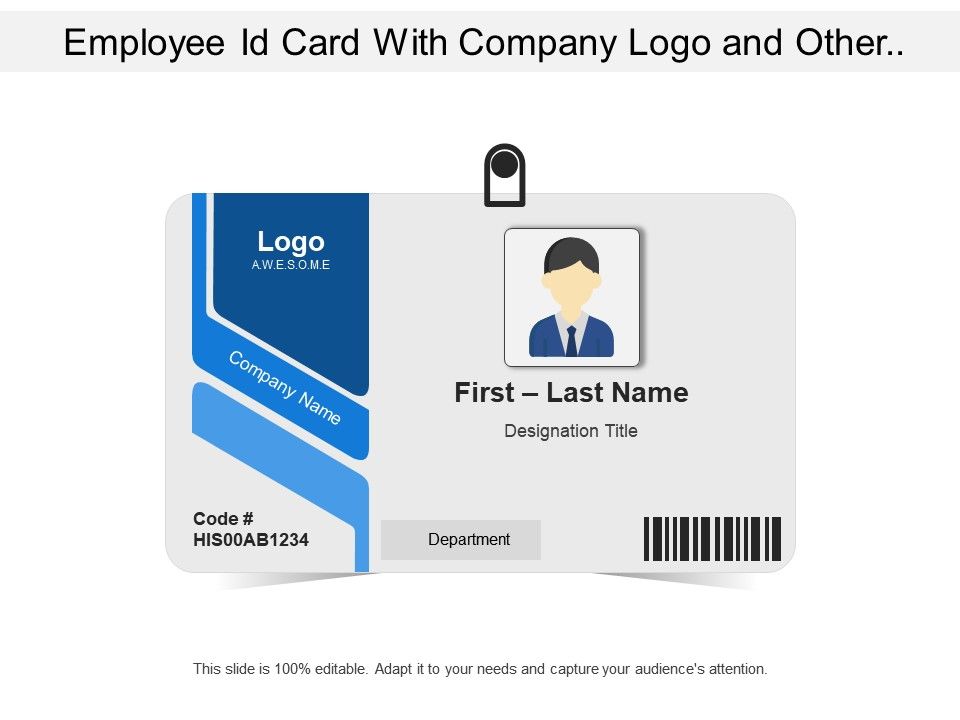 Employee Id Card With Company Logo and Other..
Logo
A.W.E.S.O.M.E
Company Name
First – Last Name
Designation Title
Code #
HIS00AB1234
Department
This slide is 100% editable. Adapt it to your needs and capture your audience's attention.